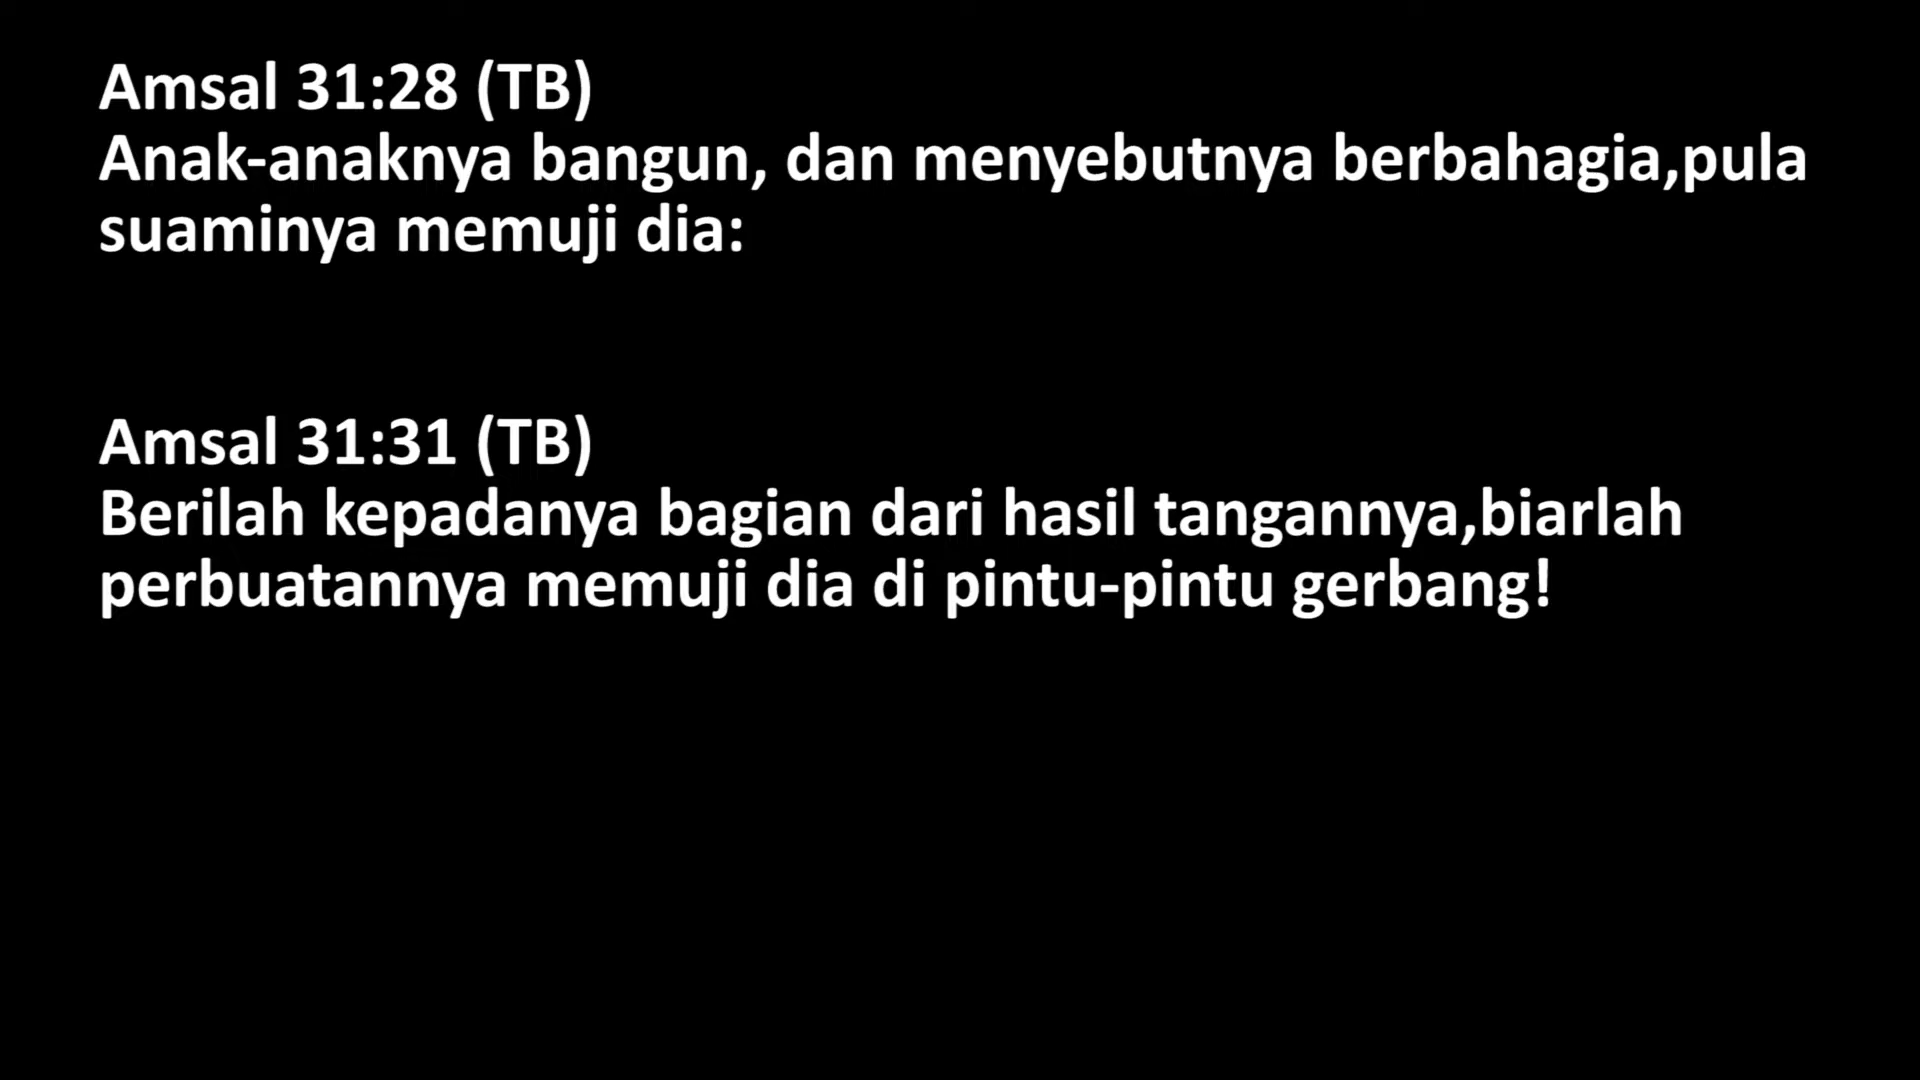 Amsal 31:28 (TB)
Anak-anaknya bangun, dan menyebutnya berbahagia,pula
suaminya memuji dia:
Amsal 31:31 (TB)
Berilah kepadanya bagian dari hasil tangannya,biarlah
perbuatannya memuji dia di pintu-pintu gerbang!